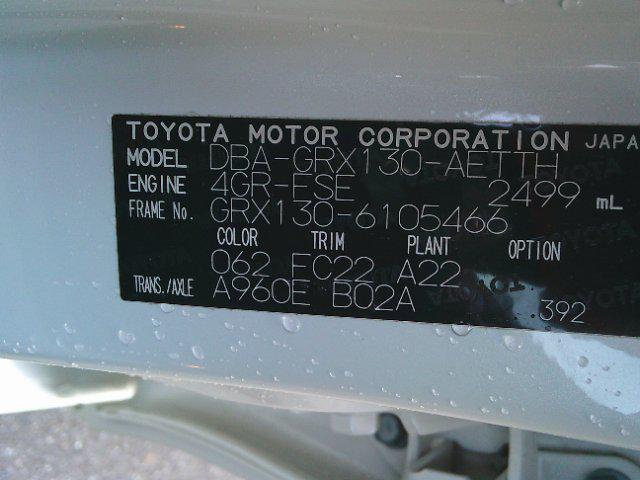 TOYOTA MOTOR CORPORATION JAPA
MODEL DBA-GRX130-AETTH
ENGINE 4GR-FSE 2499 mL
FRAME No. GRX130-6105466
COLOR TRIM PLANT OPTION
062 FC22 A22
TRANS./AXLE A960E B02A
392